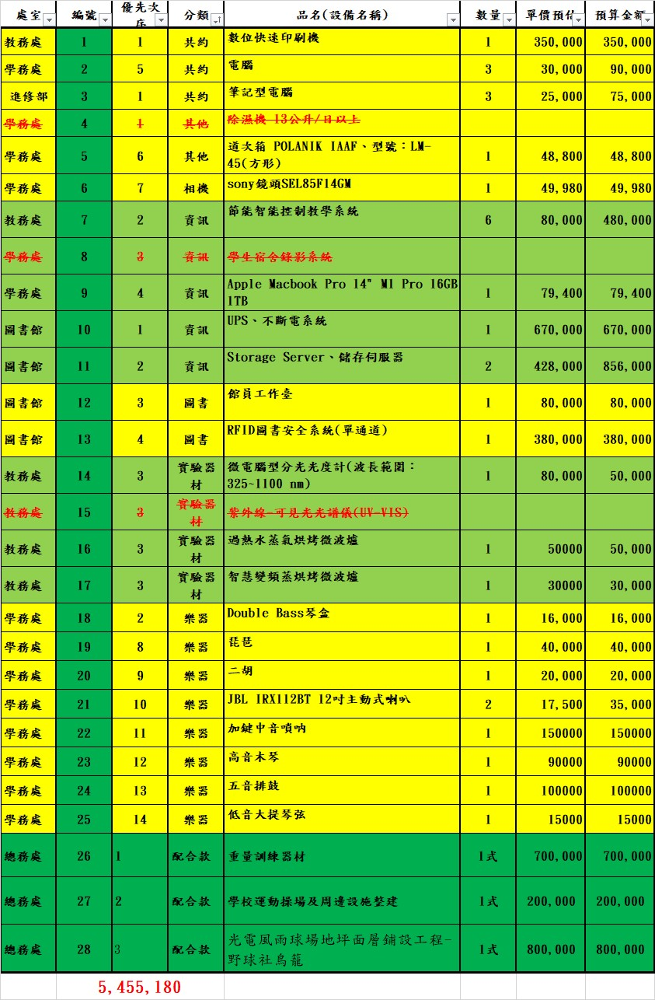 處室 編號 優先次序 分類 品名(設備名稱) 數量 單價預估 預算金額
教務處 1 1 共約 數位快速印刷機 1 350,000 350,000
學務處 2 5 共約 電腦 3 30,000 90,000
進修部 3 1 共約 筆記型電腦 3 25,000 75,000
學務處 4 1 其他 除濕機 13公升/日以上
學務處 5 6 其他 道次箱 POLANIK IAAF、型號：LM-
45(方形) 1 48,800 48,800
學務處 6 7 相機 sony鏡頭SEL85F14GM 1 49,980 49,980
教務處 7 2 資訊 節能智能控制教學系統 6 80,000 480,000
學務處 8 3 資訊 學生宿舍錄影系統
學務處 9 4 資訊 Apple Macbook Pro 14" M1 Pro 16GB
1TB 1 79,400 79,400
圖書館 10 1 資訊 UPS、不斷電系統 1 670,000 670,000
圖書館 11 2 資訊 Storage Server、儲存伺服器 2 428,000 856,000
圖書館 12 3 圖書 館員工作臺 1 80,000 80,000
圖書館 13 4 圖書 RFID圖書安全系統(單通道) 1 380,000 380,000
教務處 14 3 實驗器材 微電腦型分光光度計(波長範圍：
325~1100 nm) 1 80,000 50,000
教務處 15 3 實驗器材 紫外線-可見光光譜儀(UV-VIS)
教務處 16 3 實驗器材 過熱水蒸氣烘烤微波爐 1 50000 50,000
教務處 17 3 實驗器材 智慧變頻蒸烘烤微波爐 1 30000 30,000
學務處 18 2 樂器 Double Bass琴盒 1 16,000 16,000
學務處 19 8 樂器 琵琶 1 40,000 40,000
學務處 20 9 樂器 二胡 1 20,000 20,000
學務處 21 10 樂器 JBL IRX112BT 12吋主動式喇叭 2 17,500 35,000
學務處 22 11 樂器 加鍵中音嗩吶 1 150000 150000
學務處 23 12 樂器 高音木琴 1 90000 90000
學務處 24 13 樂器 五音排鼓 1 100000 100000
學務處 25 14 樂器 低音大提琴弦 1 15000 15000
總務處 26 1 配合款 重量訓練器材 1式 700,000 700,000
總務處 27 2 配合款 學校運動操場及周邊設施整建 1式 200,000 200,000
總務處 28 3 配合款 光電風雨球場地坪面層鋪設工程-
野球社鳥籠 1式 800,000 800,000
5,455,180